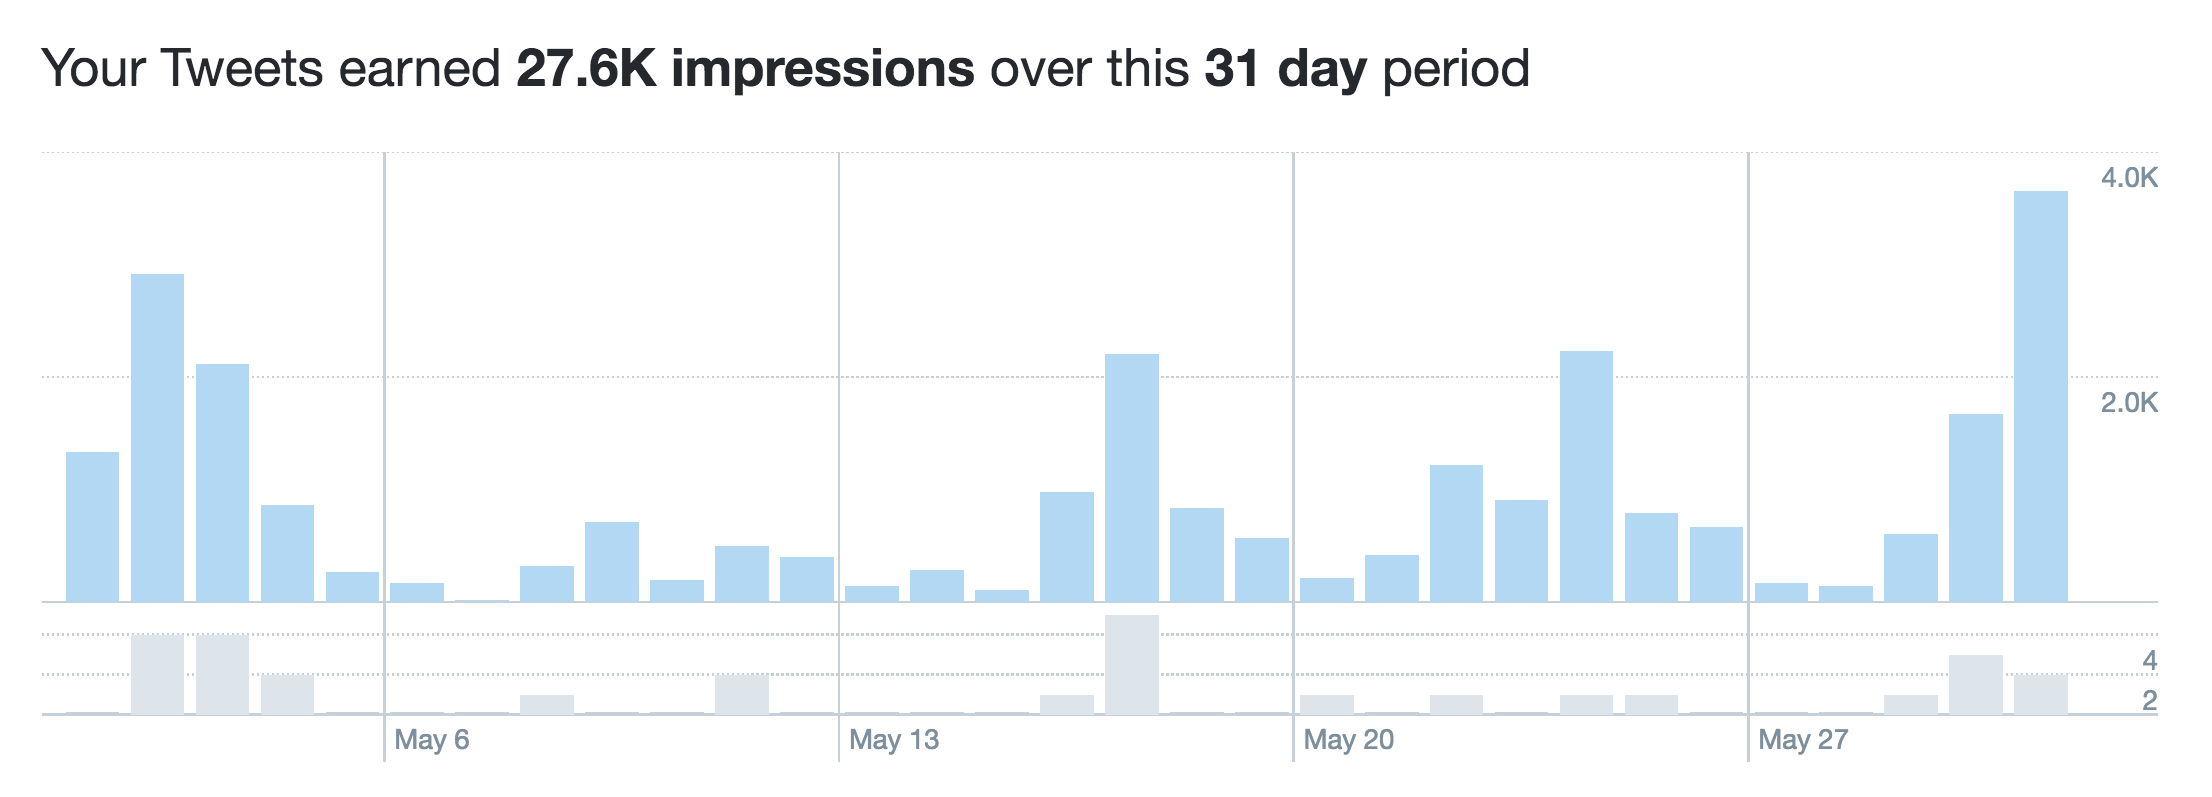 Your Tweets earned 27.6K impressions over this 31 day period
4.0K
2.0K
4
2
May 6 May 13 May 20 May 27